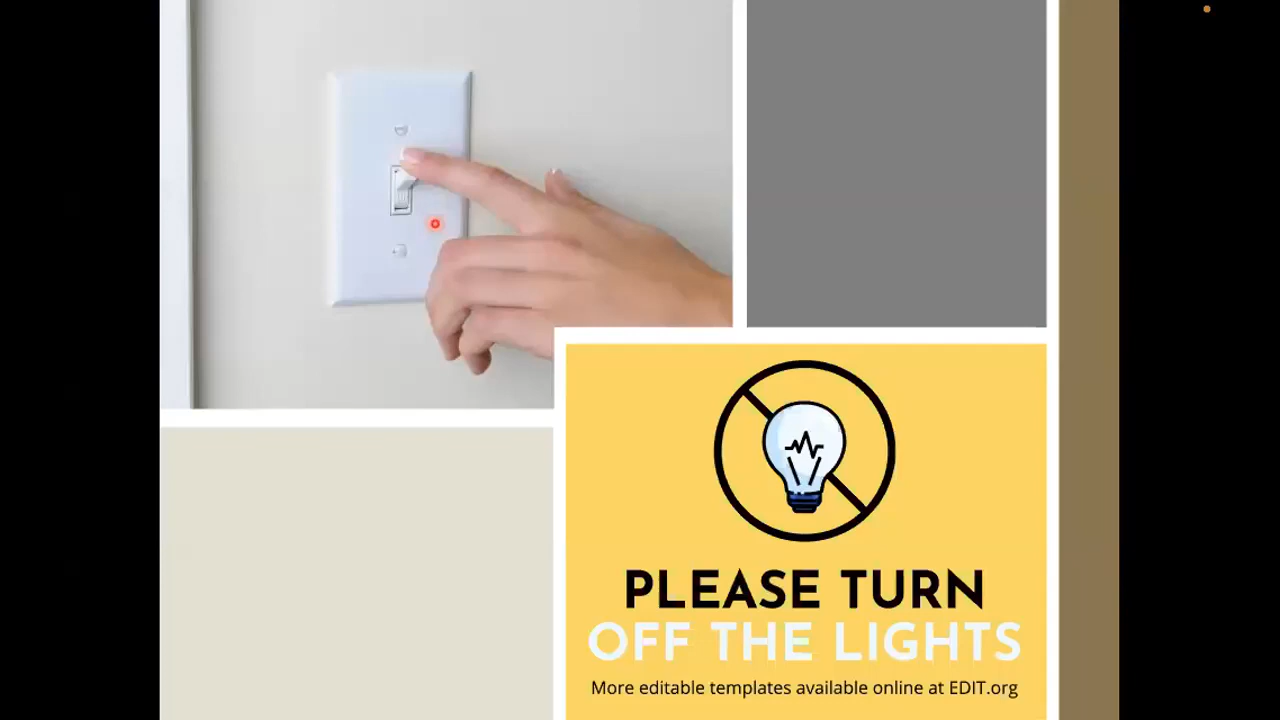 PLEASE TURN
OFF THE LIGHTS
More editable templates available online at EDIT.org